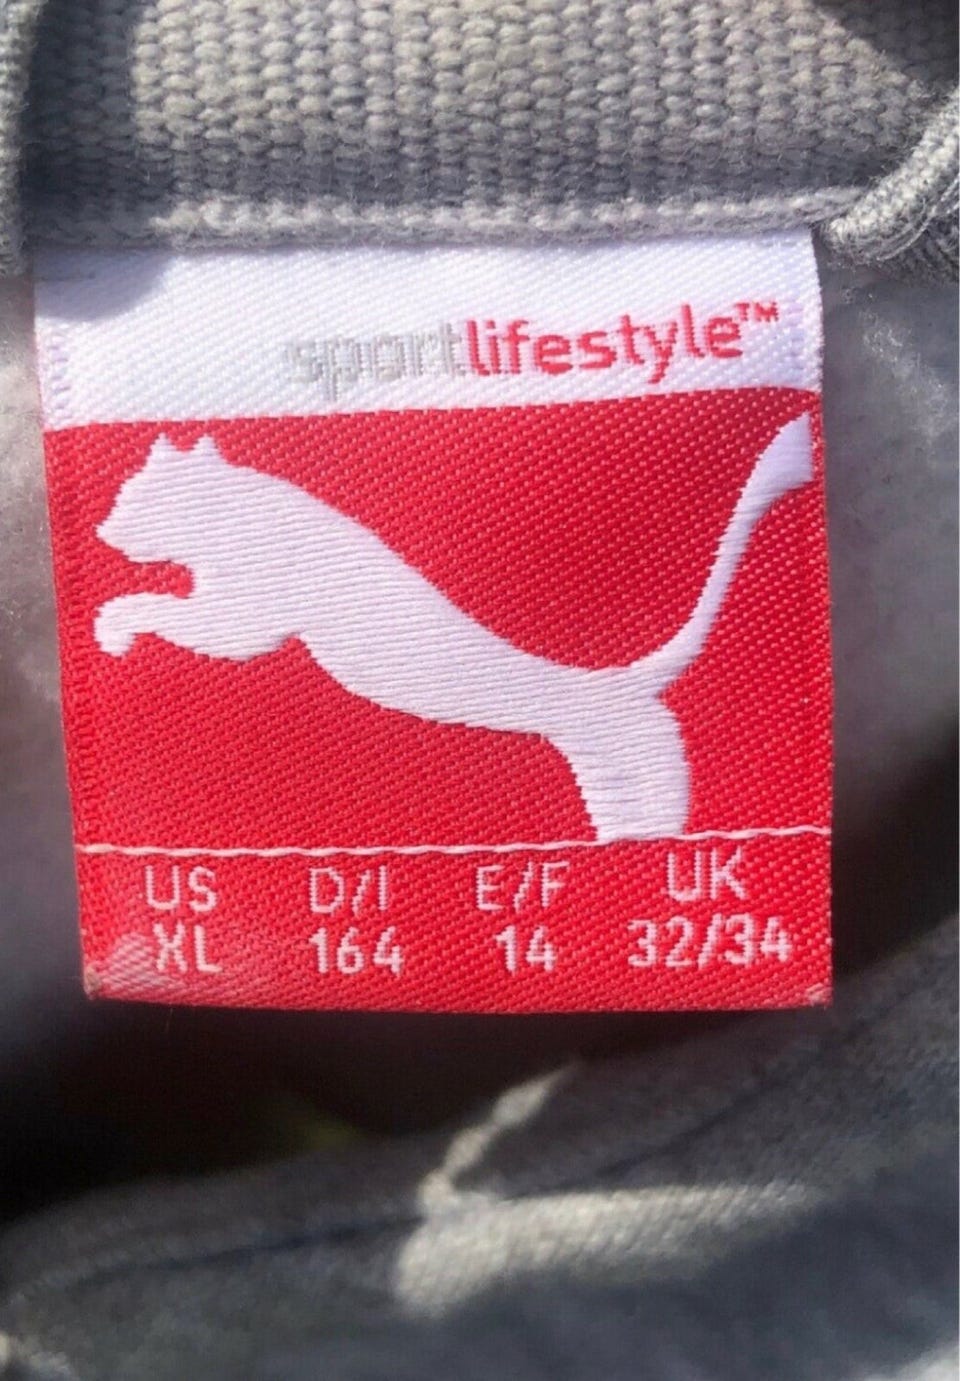 sportlifestyle™
US D/I E/F UK
XL 164 14 32/34